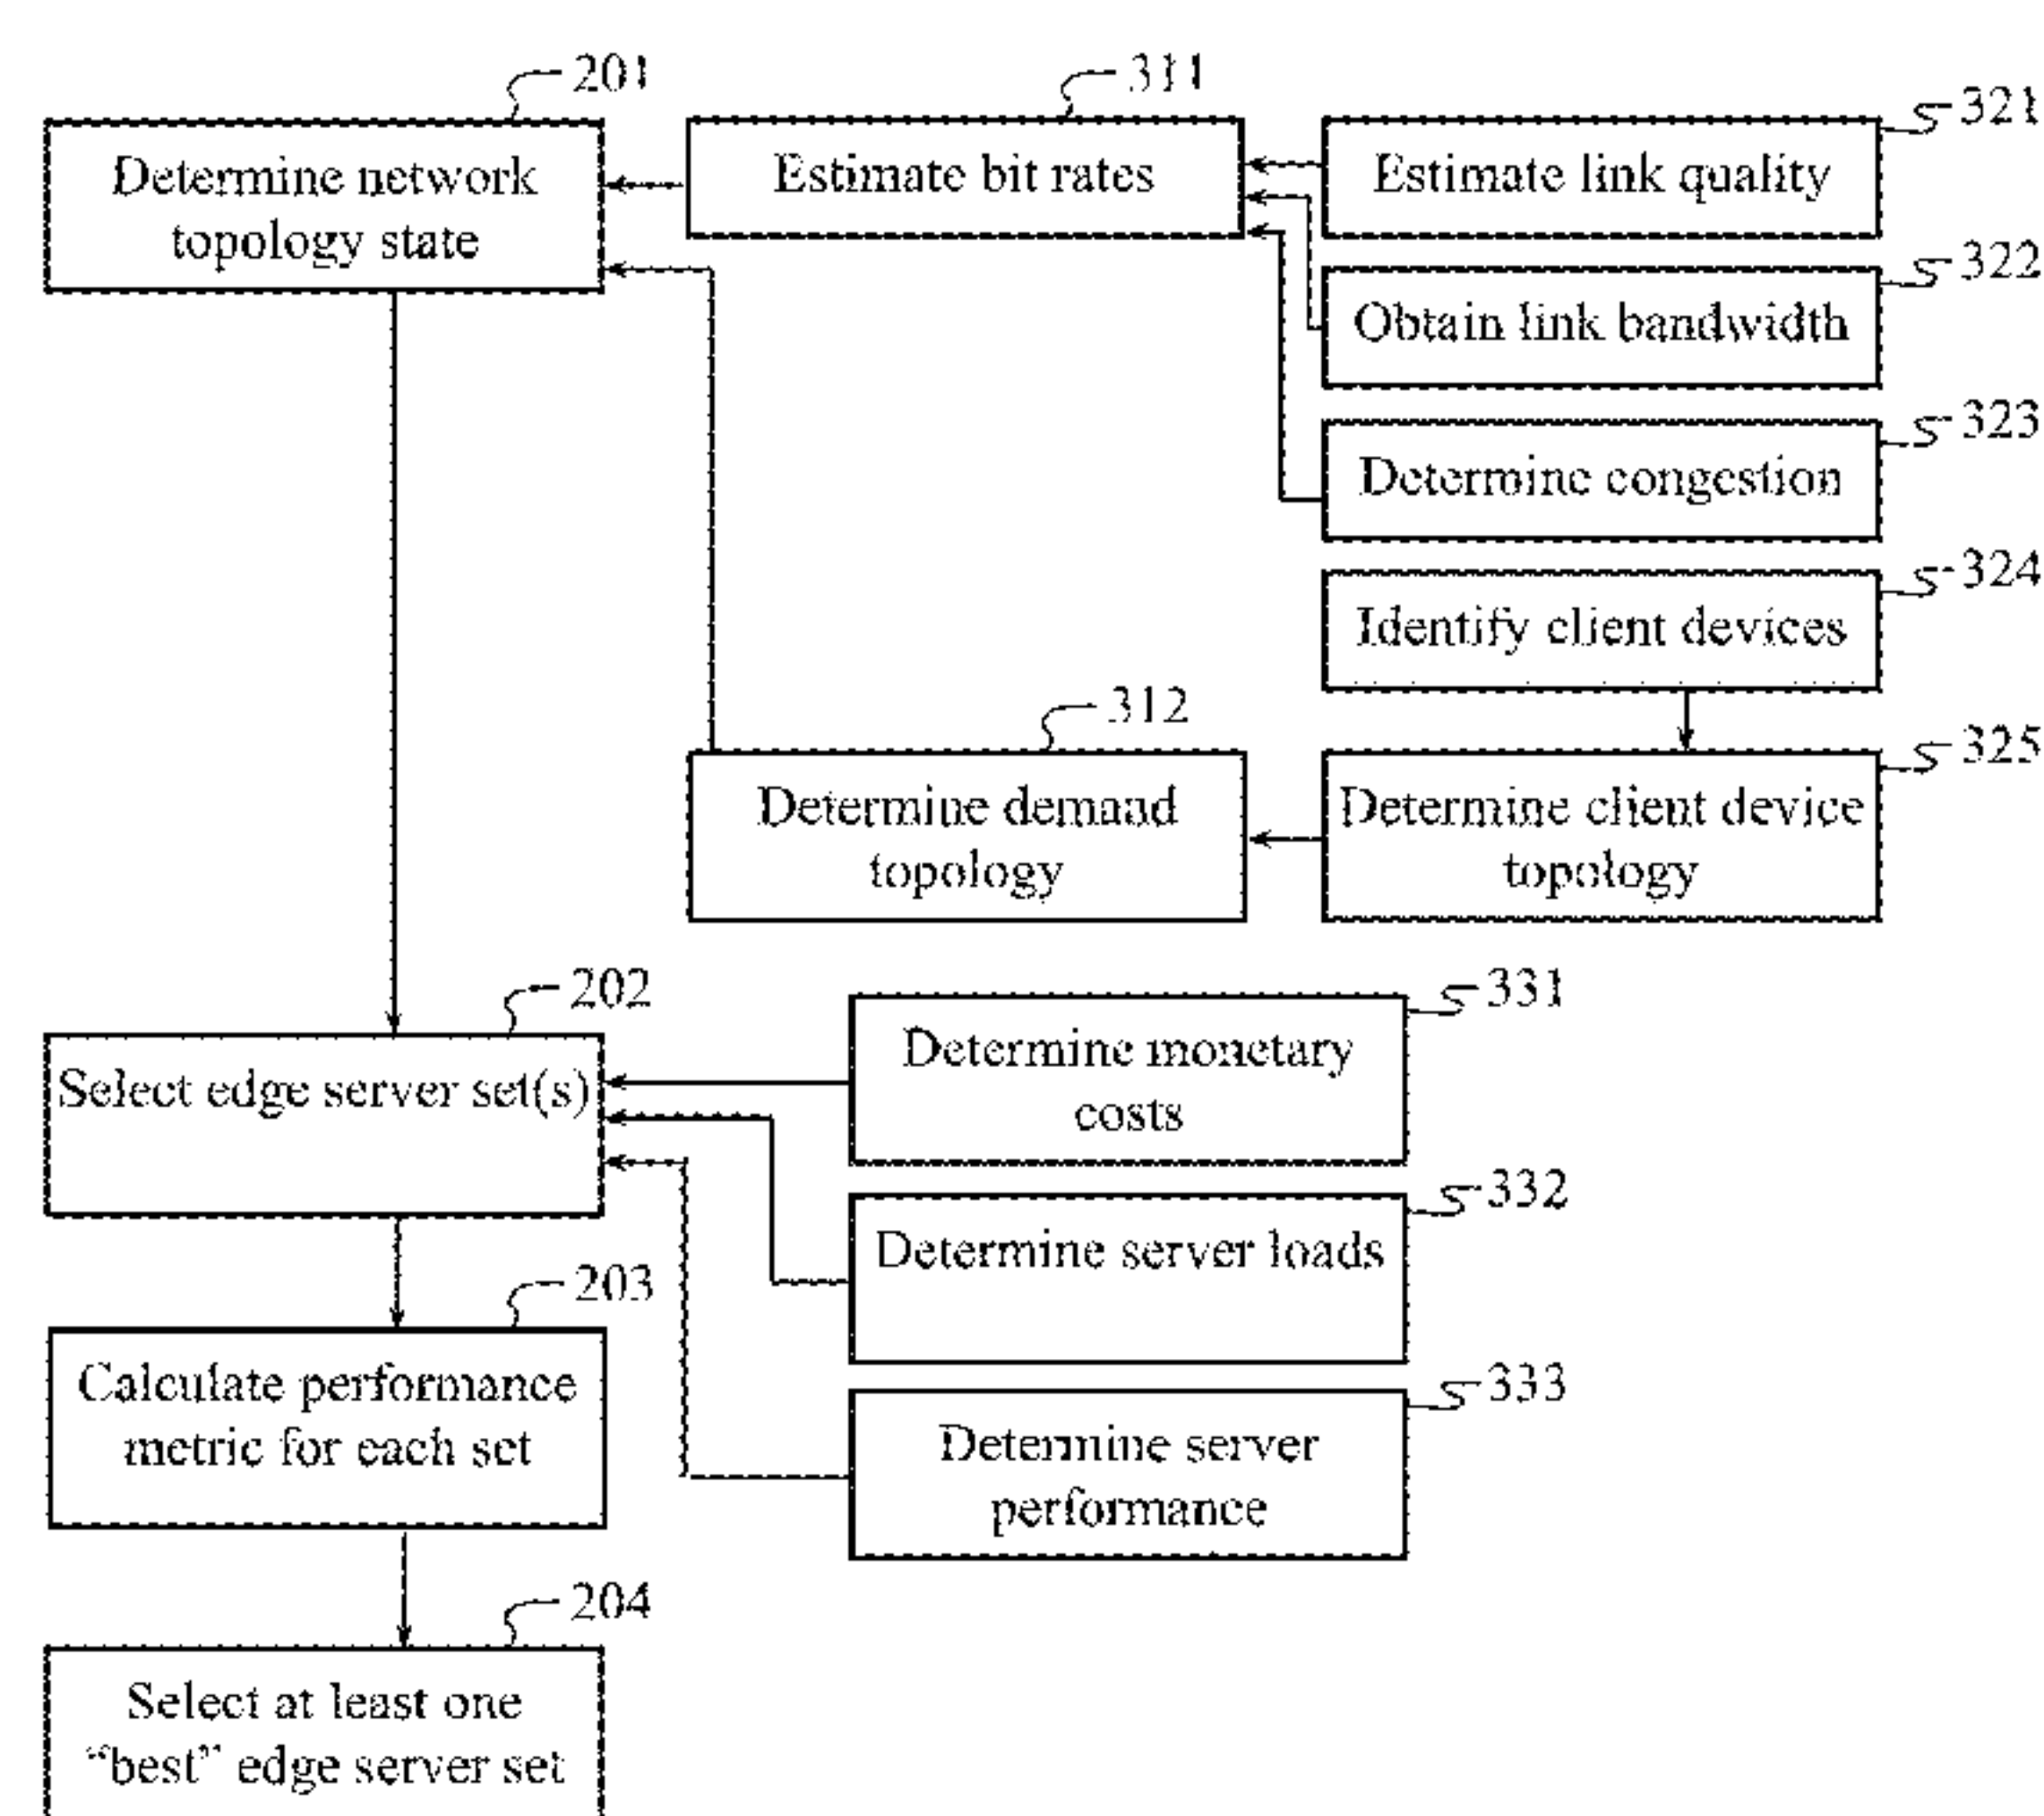 201
Determine network
topology state
311
Estimate bit rates
321
Estimate link quality
322
Obtain link bandwidth
323
Determine congestion
324
Identify client devices
312
Determine demand
topology
325
Determine client device
topology
202
Select edge server set(s)
331
Determine monetary
costs
332
Determine server loads
203
Calculate performance
metric for each set
333
Determine server
performance
204
Select at least one
“best” edge server set